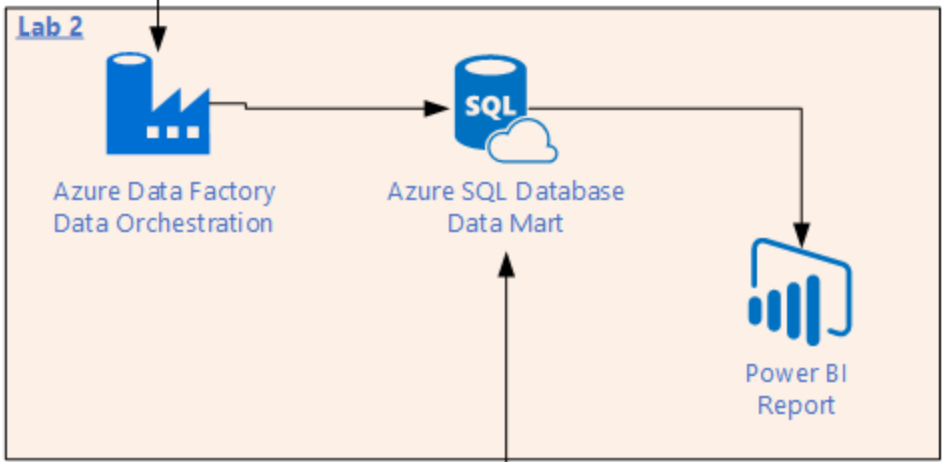 Lab 2
SQL
Azure Data Factory
Data Orchestration
Azure SQL Database
Data Mart
Power BI
Report